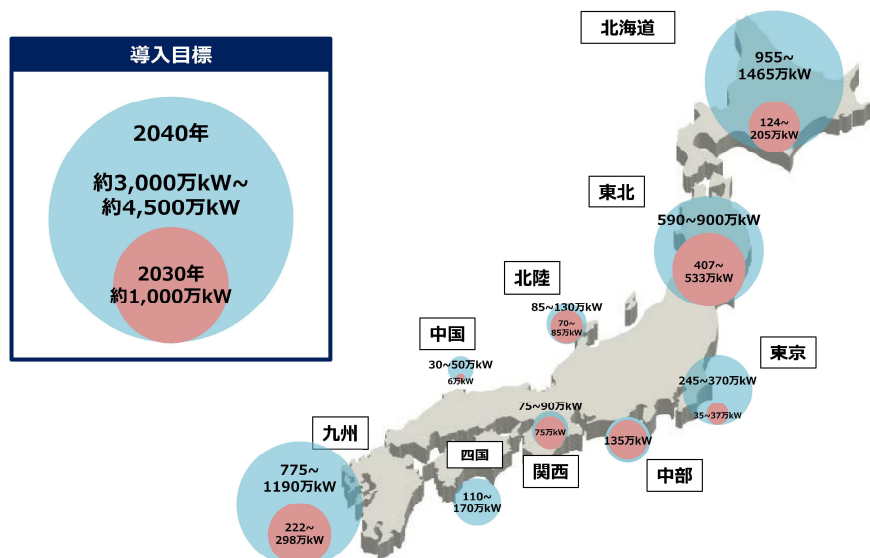 導入目標
2040年
約3,000万kW~
約4,500万kW
2030年
約1,000万kW
北海道
955~
1465万kW
124~
205万kW
東北
590~900万kW
407~
533万kW
北陸
85~130万kW
70~
85万kW
中国
30~50万kW
6万kW
東京
245~370万kW
35~37万kW
75~90万kW
75万kW
関西
135万kW
中部
九州
775~
1190万kW
222~
298万kW
四国
110~
170万kW